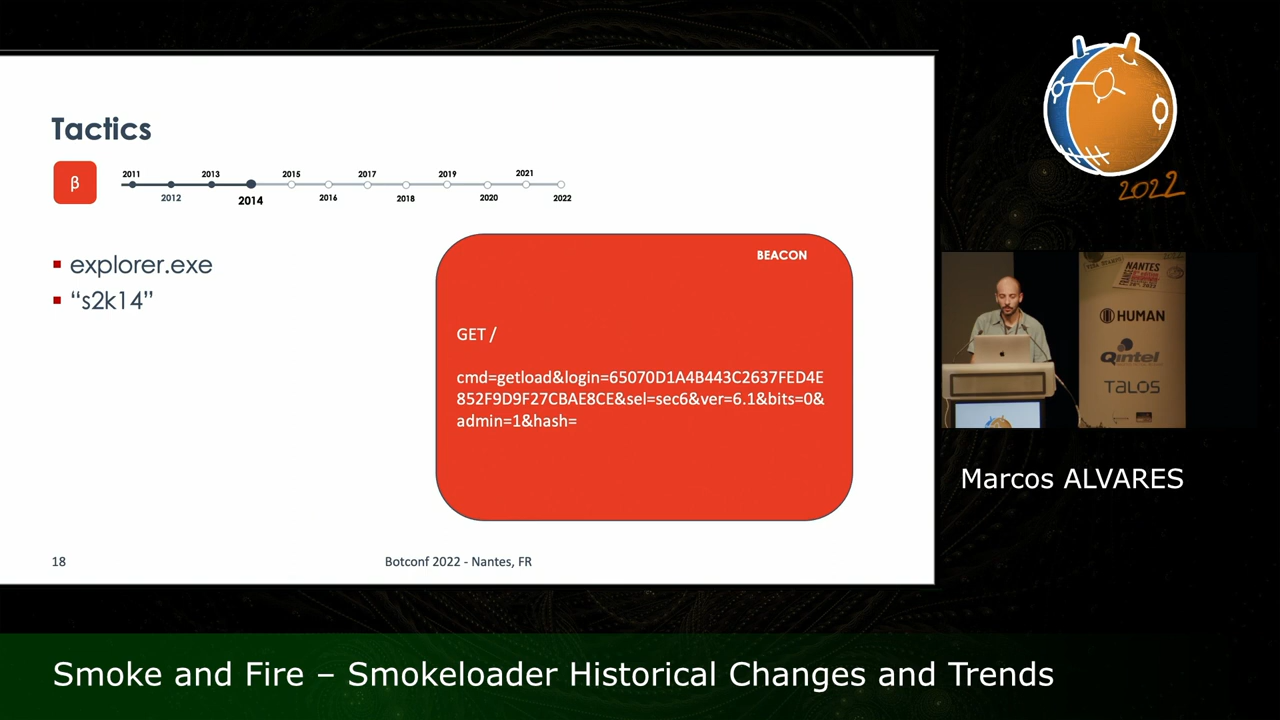 Tactics
β
2011 2013 2015 2017 2019 2021
2012 2014 2016 2018 2020 2022
explorer.exe
“s2k14”
BEACON
GET /
cmd=getload&login=65070D1A4B443C2637FED4E
852F9D9F27CBAE8CE&sel=sec6&ver=6.1&bits=0&
admin=1&hash=
18
Botconf 2022 - Nantes, FR
2022
NANTES
HUMAN
Qintel
TALOS
Marcos ALVARES
Smoke and Fire – Smokeloader Historical Changes and Trends